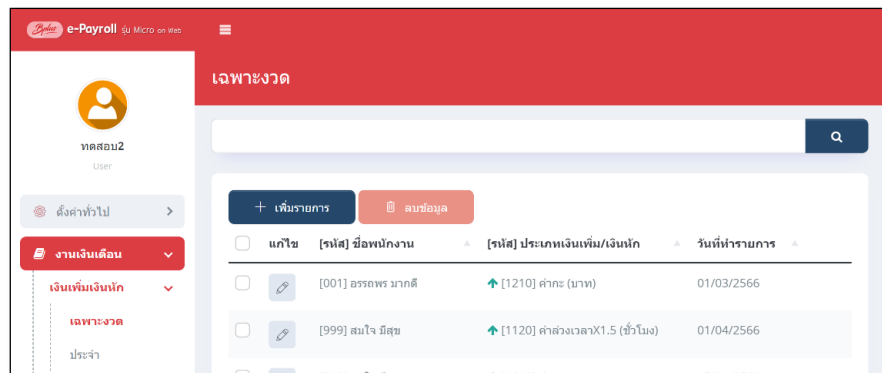 Bplus e-Payroll รุ่น Micro on Web
เฉพาะงวด
ทดสอบ2
User
ตั้งค่าทั่วไป
งานเงินเดือน
เงินเพิ่มเงินหัก
เฉพาะงวด
ประจำ
+ เพิ่มรายการ ลบข้อมูล
แก้ไข [รหัส] ชื่อพนักงาน [รหัส] ประเภทเงินเพิ่ม/เงินหัก วันที่ทำรายการ
[001] อรรถพร มากดี [1210] ค่ากะ (บาท) 01/03/2566
[999] สมใจ มีสุข [1120] ค่าล่วงเวลาX1.5 (ชั่วโมง) 01/04/2566